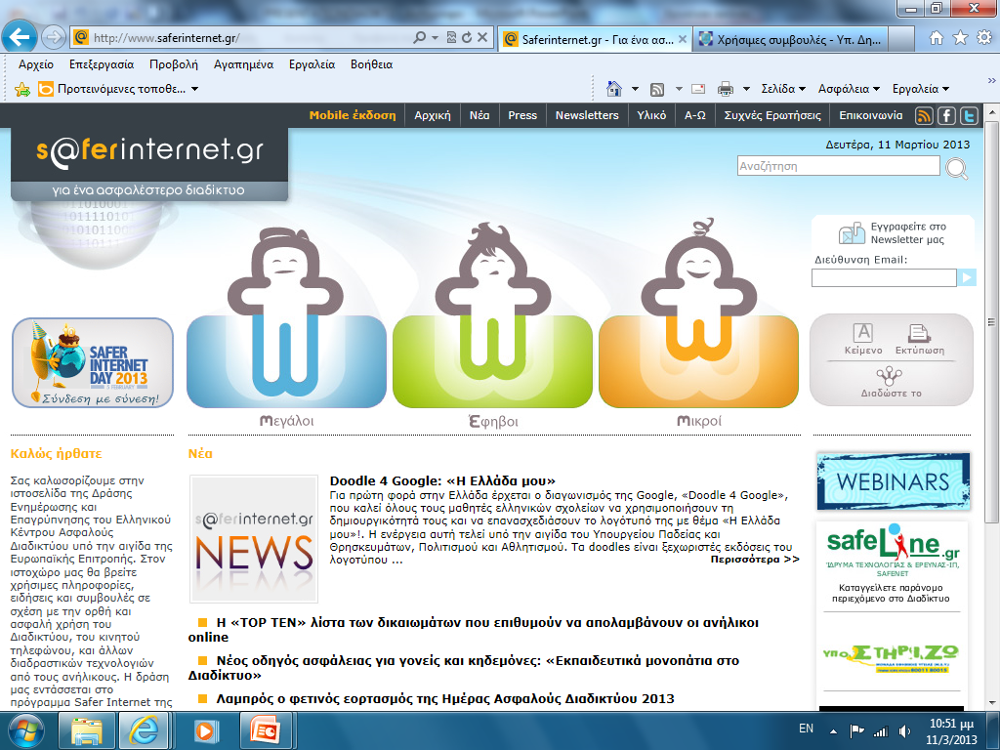 http://www.saferinternet.gr/
Saferinternet.gr - Για ένα ασ...
Χρήσιμες συμβουλές - Υπ. Δη...
Αρχείο Επεξεργασία Προβολή Αγαπημένα Εργαλεία Βοήθεια
Προτεινόμενες τοποθε...
Σελίδα Ασφάλεια Εργαλεία
Mobile έκδοση Αρχική Νέα Press Newsletters Υλικό Α-Ω Συχνές Ερωτήσεις Επικοινωνία
s@ferinternet.gr
για ένα ασφαλέστερο διαδίκτυο
Δευτέρα, 11 Μαρτίου 2013
Αναζήτηση
Εγγραφείτε στο
Newsletter μας
Διεύθυνση Email:
SAFER
INTERNET
DAY 2013
5 FEBRUARY
Σύνδεση με σύνεση!
Μεγάλοι
Έφηβοι
Μικροί
Κείμενο Εκτύπωση
Διαδώστε το
Καλώς ήρθατε
Σας καλωσορίζουμε στην
ιστοσελίδα της Δράσης
Ενημέρωσης και
Επαγρύπνησης του Ελληνικού
Κέντρου Ασφαλούς
Διαδικτύου υπό την αιγίδα της
Ευρωπαϊκής Επιτροπής. Στον
ιστοχώρο μας θα βρείτε
χρήσιμες πληροφορίες,
ειδήσεις και συμβουλές σε
σχέση με την ορθή και
ασφαλή χρήση του
Διαδικτύου, του κινητού
τηλεφώνου, και άλλων
διαδραστικών τεχνολογιών
από τους ανήλικους. Η δράση
μας εντάσσεται στο
πρόγραμμα Safer Internet της
Νέα
s@ferinternet.gr
NEWS
Doodle 4 Google: «Η Ελλάδα μου»
Για πρώτη φορά στην Ελλάδα έρχεται ο διαγωνισμός της Google, «Doodle 4 Google»,
που καλεί όλους τους μαθητές ελληνικών σχολείων να χρησιμοποιήσουν τη
δημιουργικότητά τους και να επανασχεδιάσουν το λογότυπό της με θέμα «Η Ελλάδα
μου»!. Η ενέργεια αυτή τελεί υπό την αιγίδα του Υπουργείου Παδείας και
Θρησκευμάτων, Πολιτισμού και Αθλητισμού. Τα doodles είναι ξεχωριστές εκδόσεις του
λογοτύπου ...
Περισσότερα >>
Η «TOP TEN» λίστα των δικαιωμάτων που επιθυμούν να απολαμβάνουν οι ανήλικοι
online
Νέος οδηγός ασφάλειας για γονείς και κηδεμόνες: «Εκπαιδευτικά μονοπάτια στο
Διαδίκτυο»
Λαμπρός ο φετινός εορτασμός της Ημέρας Ασφαλούς Διαδικτύου 2013
WEBINARS
safeLine.gr
ΊΔΡΥΜΑ ΤΕΧΝΟΛΟΓΙΑΣ & ΕΡΕΥΝΑΣ-ΙΠ,
SAFENET
Καταγγείλετε παράνομο
περιεχόμενο στο Διαδίκτυο
ΥΠΟΣΤΗΡΙΖΩ
EN
10:51 μμ
11/3/2013